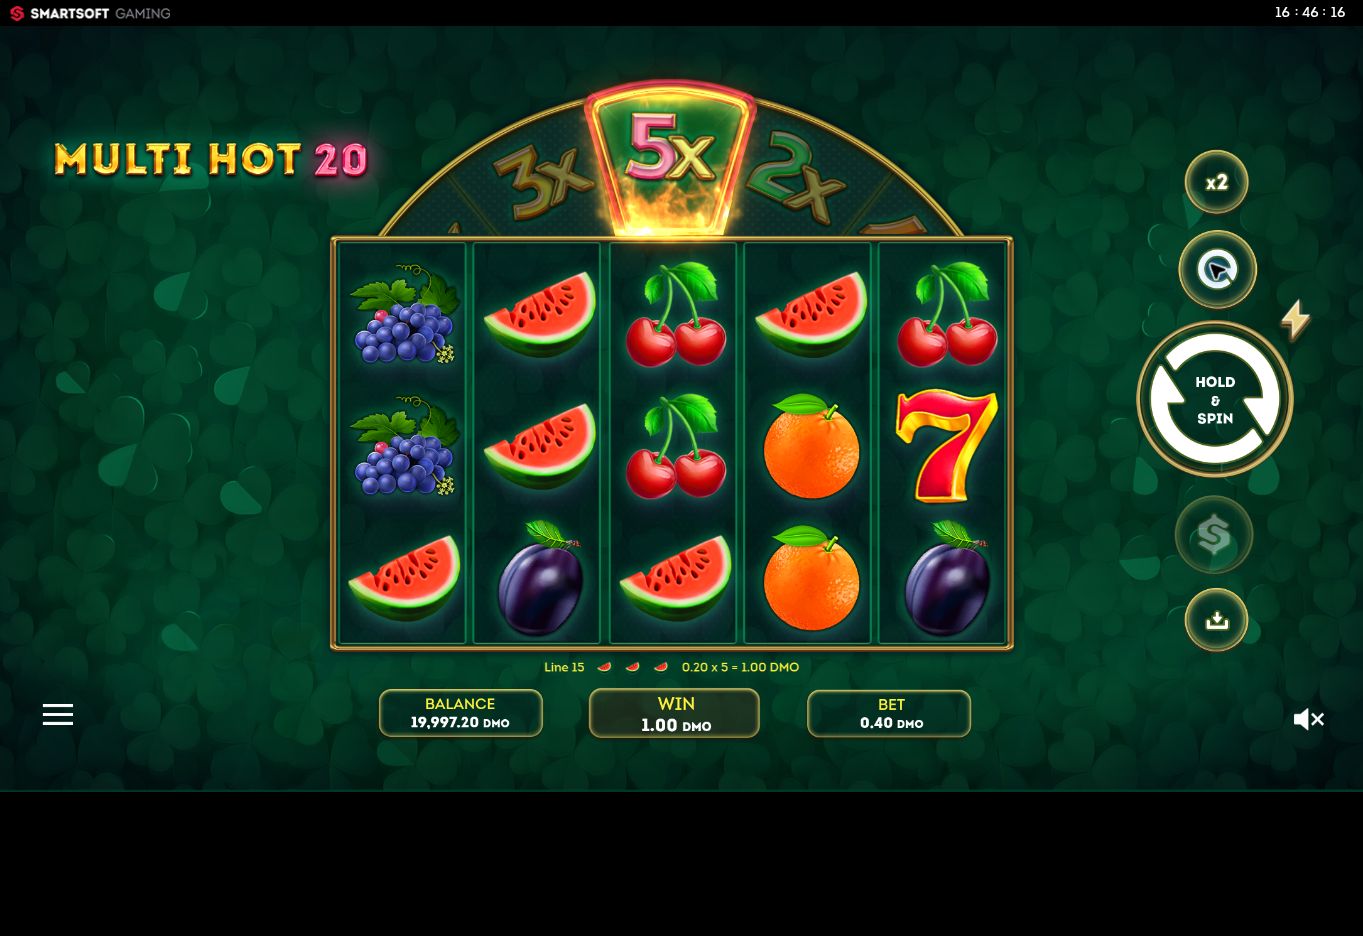 SMARTSOFT GAMING
16 : 46 : 16
MULTI HOT 20
3x
5x
2x
x2
HOLD
&
SPIN
Line 15 0.20 x 5 = 1.00 DMO
BALANCE
19,997.20 DMO
WIN
1.00 DMO
BET
0.40 DMO